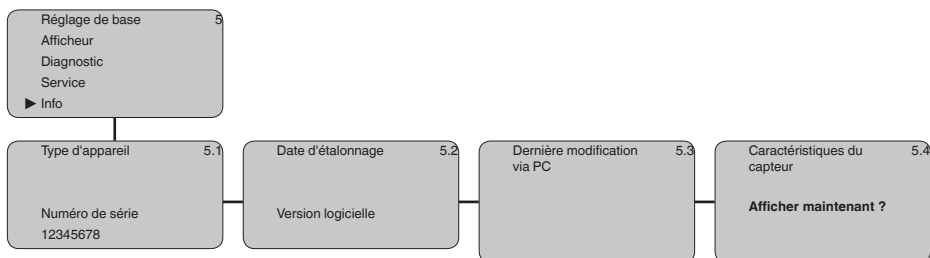 Réglage de base 5
Afficheur
Diagnostic
Service
▶ Info
Type d'appareil 5.1
Numéro de série
12345678
Date d'étalonnage 5.2
Version logicielle
Dernière modification 5.3
via PC
Caractéristiques du 5.4
capteur
Afficher maintenant ?